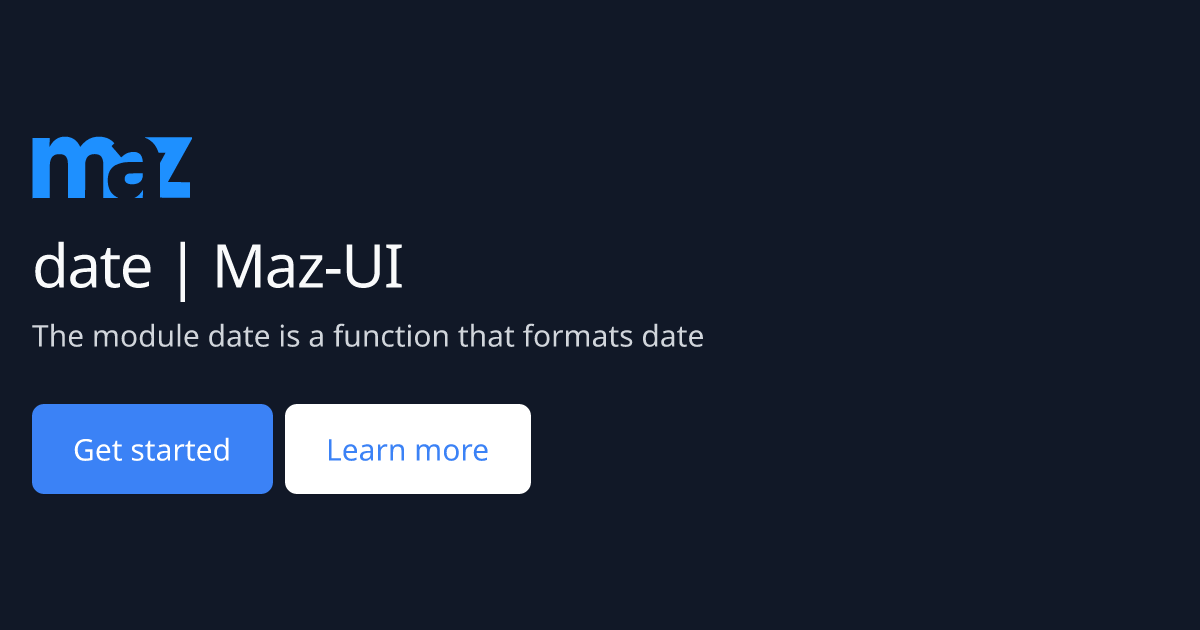 maz
date | Maz-UI
The module date is a function that formats date
Get started
Learn more